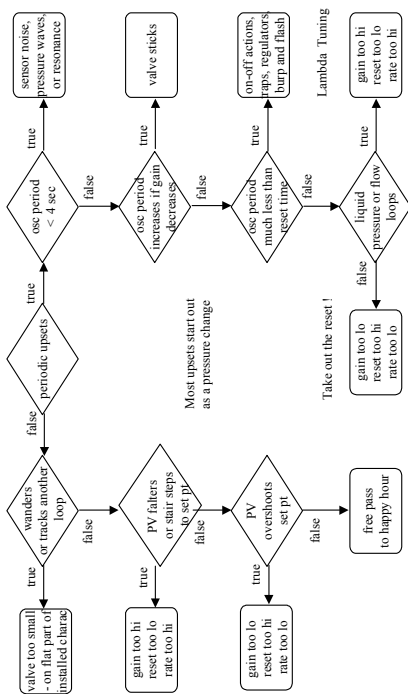 periodic upsets
true
false
osc period
< 4 sec
true
sensor noise,
pressure waves,
or resonance
false
osc period
increases if gain
decreases
true
valve sticks
false
osc period
much less than
reset time
true
on-off actions,
traps, regulators,
burp and flash
false
liquid
pressure or flow
loops
true
Lambda Tuning
gain too hi
reset too lo
rate too hi
false
Take out the reset !
gain too lo
reset too hi
rate too lo
Most upsets start out
as a pressure change
wanders
or tracks another
loop
true
valve too small
- on flat part of
installed charac
false
PV falters
or stair steps
to set pt
true
gain too hi
reset too lo
rate too hi
false
PV
overshoots
set pt
true
gain too lo
reset too hi
rate too lo
false
free pass
to happy hour